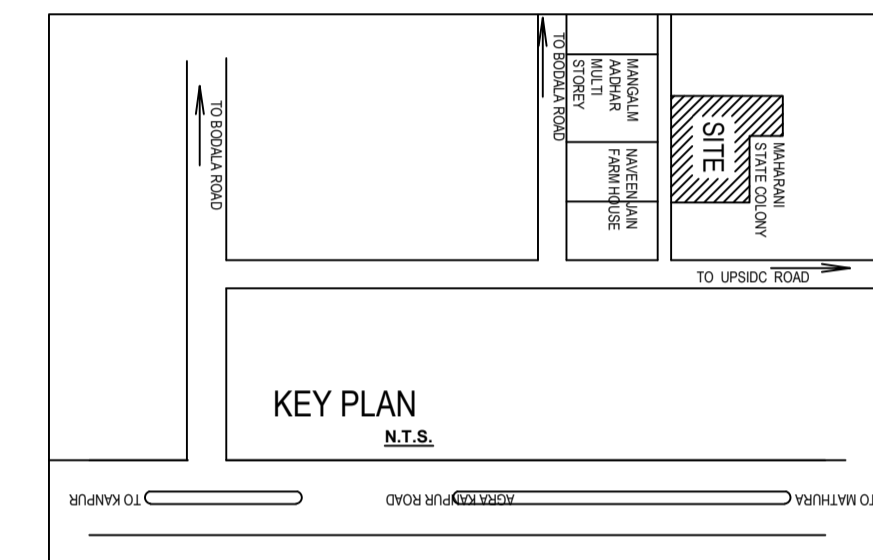 TO BODALA ROAD
TO BODALA ROAD
MANGALM
AADHAR
MULTI
STOREY
NAVEEN JAIN
FARM HOUSE
SITE
MAHARANI
STATE COLONY
TO UPSIDC ROAD
KEY PLAN
N.T.S.
TO KANPUR
AGRA KANPUR ROAD
TO MATHURA